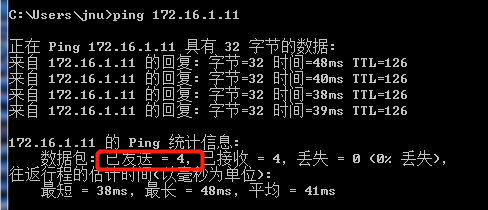 C:\Users\jnu>ping 172.16.1.11
正在 Ping 172.16.1.11 具有 32 字节的数据:
来自 172.16.1.11 的回复: 字节=32 时间=48ms TTL=126
来自 172.16.1.11 的回复: 字节=32 时间=40ms TTL=126
来自 172.16.1.11 的回复: 字节=32 时间=38ms TTL=126
来自 172.16.1.11 的回复: 字节=32 时间=39ms TTL=126
172.16.1.11 的 Ping 统计信息:
数据包: 已发送 = 4, 已接收 = 4, 丢失 = 0 (0% 丢失),
往返行程的估计时间(以毫秒为单位):
最短 = 38ms, 最长 = 48ms, 平均 = 41ms